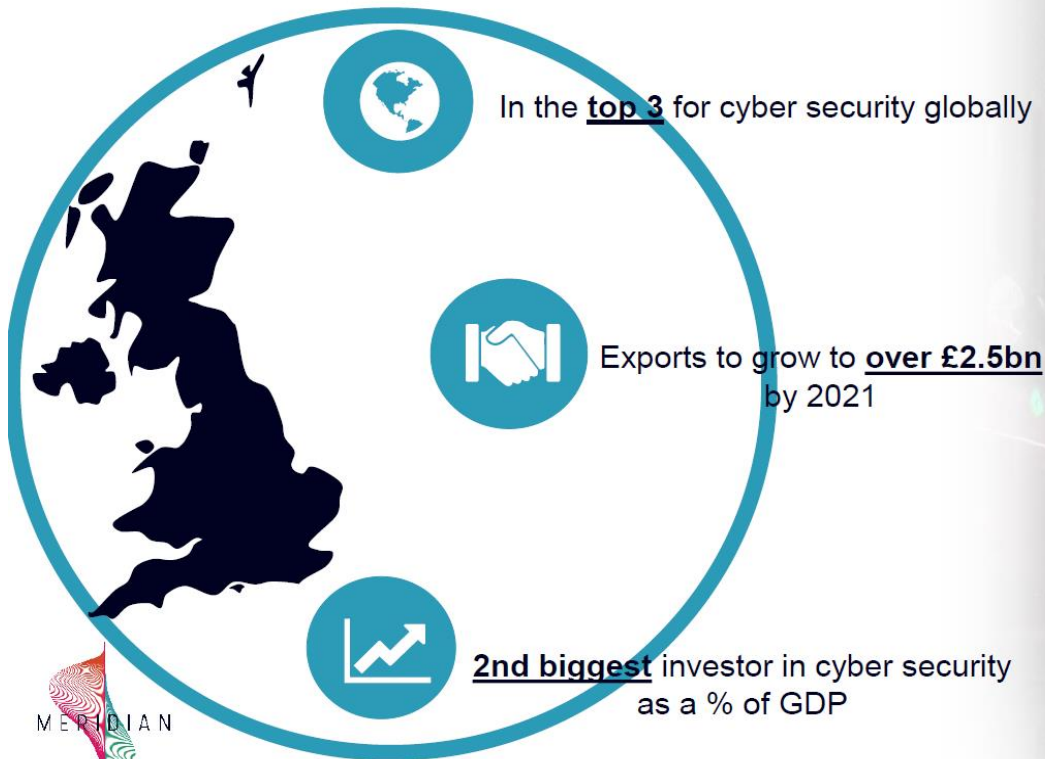 In the top 3 for cyber security globally
Exports to grow to over £2.5bn
by 2021
2nd biggest investor in cyber security
as a % of GDP
MERIDIAN